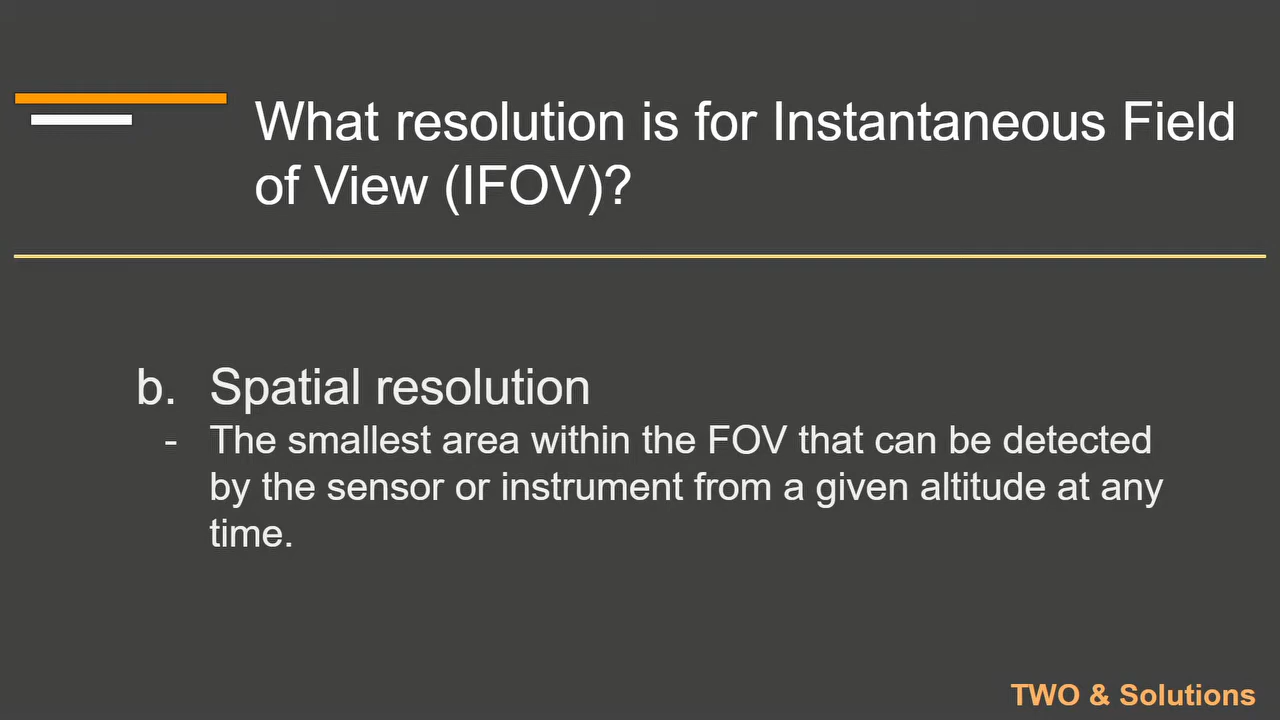 What resolution is for Instantaneous Field
of View (IFOV)?
b. Spatial resolution
- The smallest area within the FOV that can be detected
by the sensor or instrument from a given altitude at any
time.
TWO & Solutions